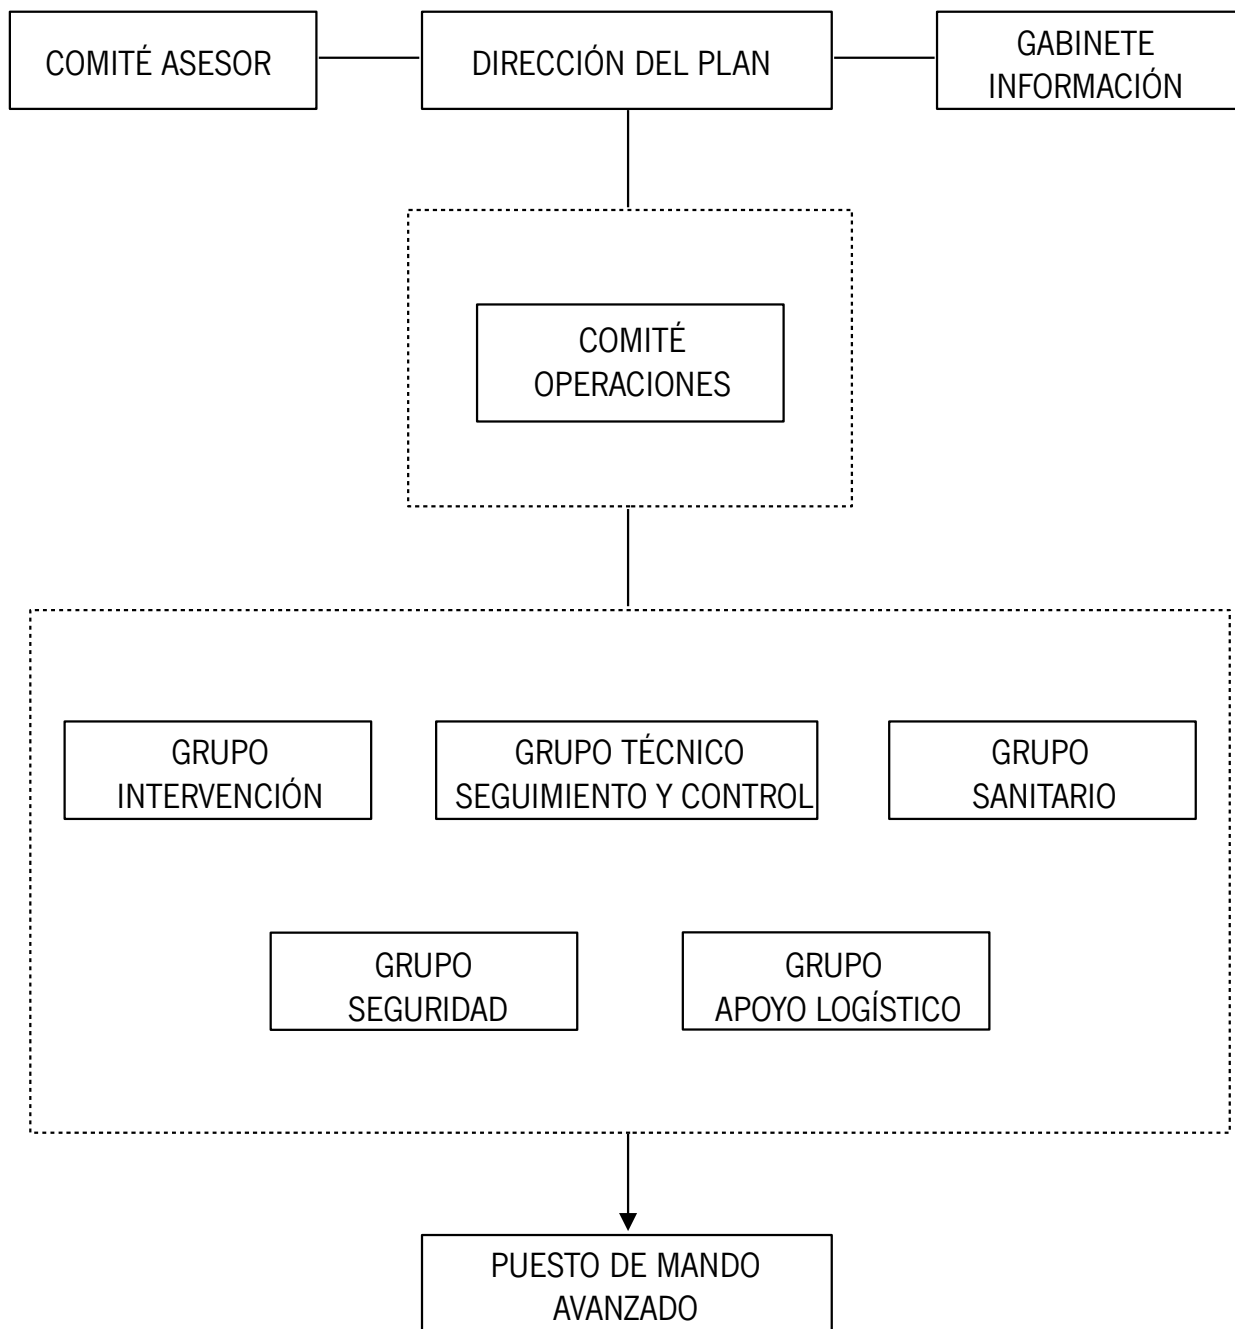 COMITÉ ASESOR
DIRECCIÓN DEL PLAN
GABINETE
INFORMACIÓN
COMITÉ
OPERACIONES
GRUPO
INTERVENCIÓN
GRUPO TÉCNICO
SEGUIMIENTO Y CONTROL
GRUPO
SANITARIO
GRUPO
SEGURIDAD
GRUPO
APOYO LOGÍSTICO
PUESTO DE MANDO
AVANZADO